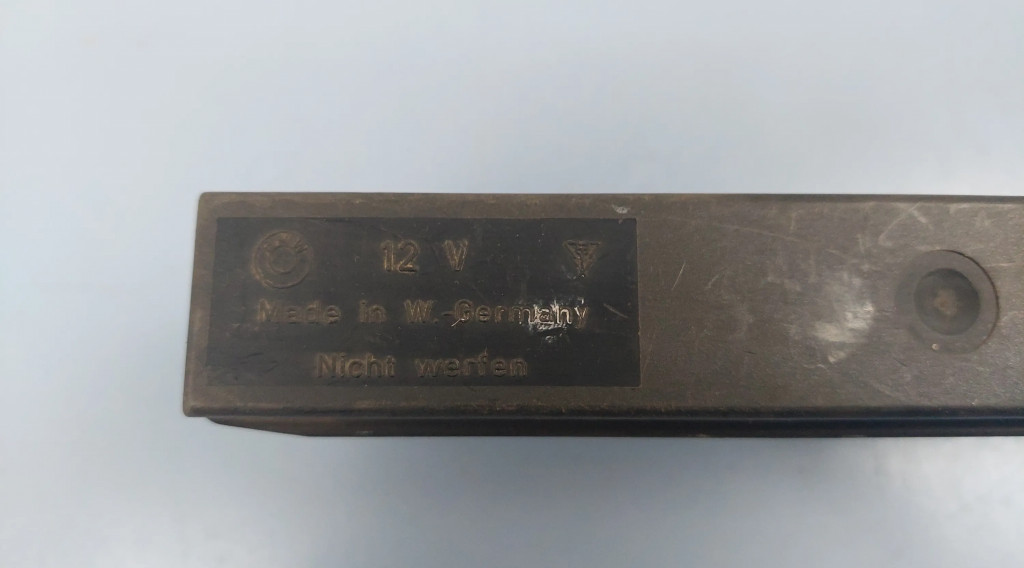 12 V
Made in W.-Germany
Nicht werfen